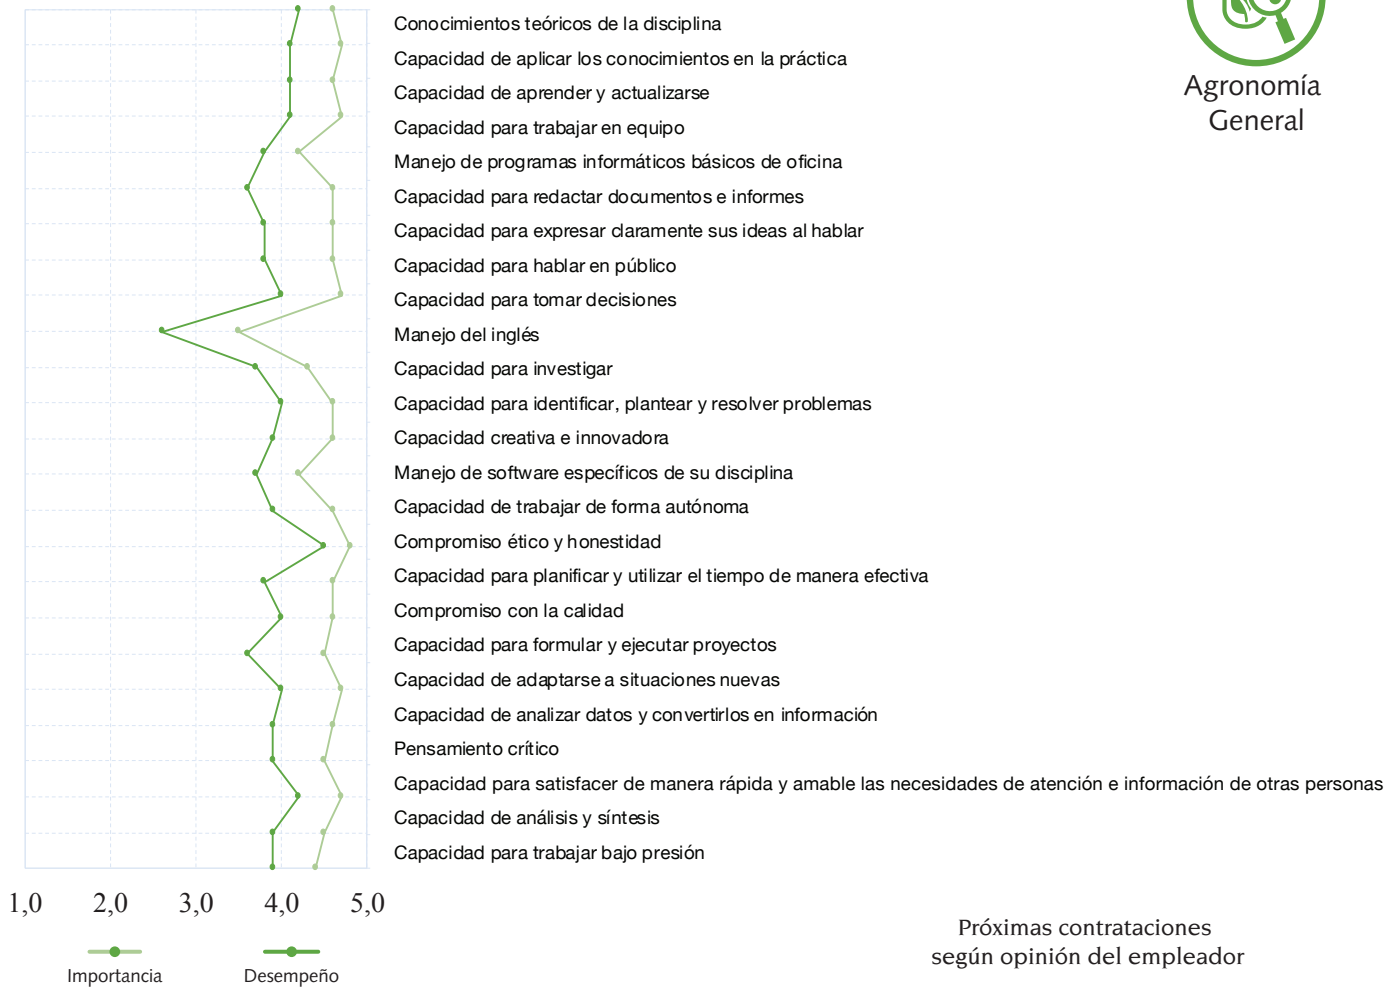 Conocimientos teóricos de la disciplina
Capacidad de aplicar los conocimientos en la práctica
Capacidad de aprender y actualizarse
Capacidad para trabajar en equipo
Manejo de programas informáticos básicos de oficina
Capacidad para redactar documentos e informes
Capacidad para expresar claramente sus ideas al hablar
Capacidad para hablar en público
Capacidad para tomar decisiones
Manejo del inglés
Capacidad para investigar
Capacidad para identificar, plantear y resolver problemas
Capacidad creativa e innovadora
Manejo de software específicos de su disciplina
Capacidad de trabajar de forma autónoma
Compromiso ético y honestidad
Capacidad para planificar y utilizar el tiempo de manera efectiva
Compromiso con la calidad
Capacidad para formular y ejecutar proyectos
Capacidad de adaptarse a situaciones nuevas
Capacidad de analizar datos y convertirlos en información
Pensamiento crítico
Capacidad para satisfacer de manera rápida y amable las necesidades de atención e información de otras personas
Capacidad de análisis y síntesis
Capacidad para trabajar bajo presión
1,0 2,0 3,0 4,0 5,0
Importancia Desempeño
Agronomía
General
Próximas contrataciones
según opinión del empleador